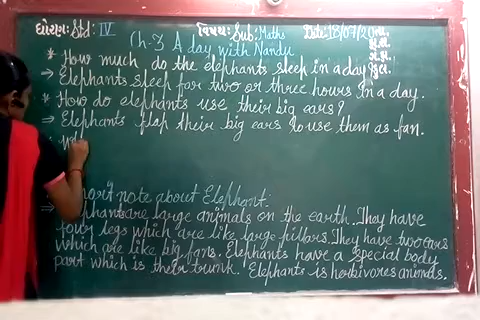 ધોરણ: Std: IV વિષય: Sub: Maths Date: 18/07/20
Ch-3 A day with Nandu
* How much do the elephants sleep in a day?
⇒ Elephants sleep for two or three hours in a day.
* How do elephants use their big ears?
⇒ Elephants flap their big ears to use them as fan.
short note about Elephant:
⇒ Elephants are large animals on the earth. They have
four legs which are like large pillars. They have two ears
which are like big fans. Elephants have a special body
part which is their trunk. Elephants is herbivores animals.